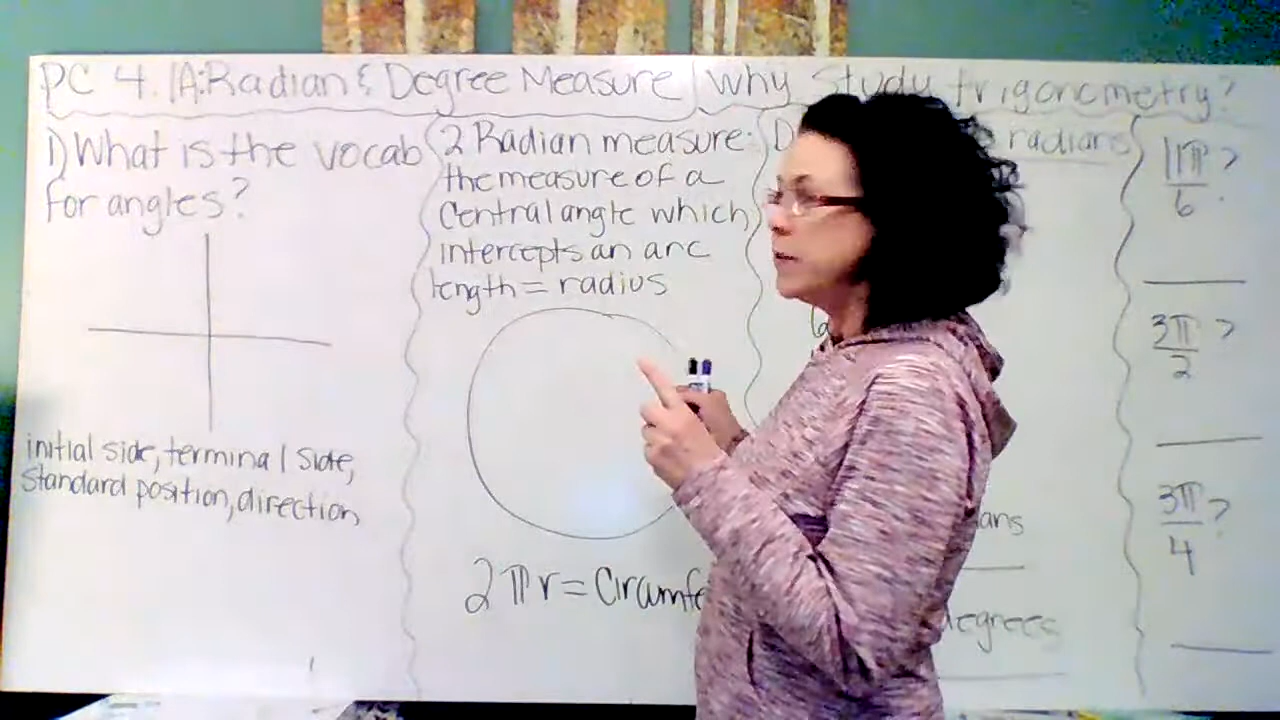 PC 4.1A: Radian & Degree Measure
Why Study trigonometry?
1) What is the vocab
for angles?
initial side, terminal side,
standard position, direction
2 Radian measure:
the measure of a
Central angle which
intercepts an arc
length = radius
2πr = Circumfe
D
radians
ans
degrees
11π/6?
3π/2?
3π/4?